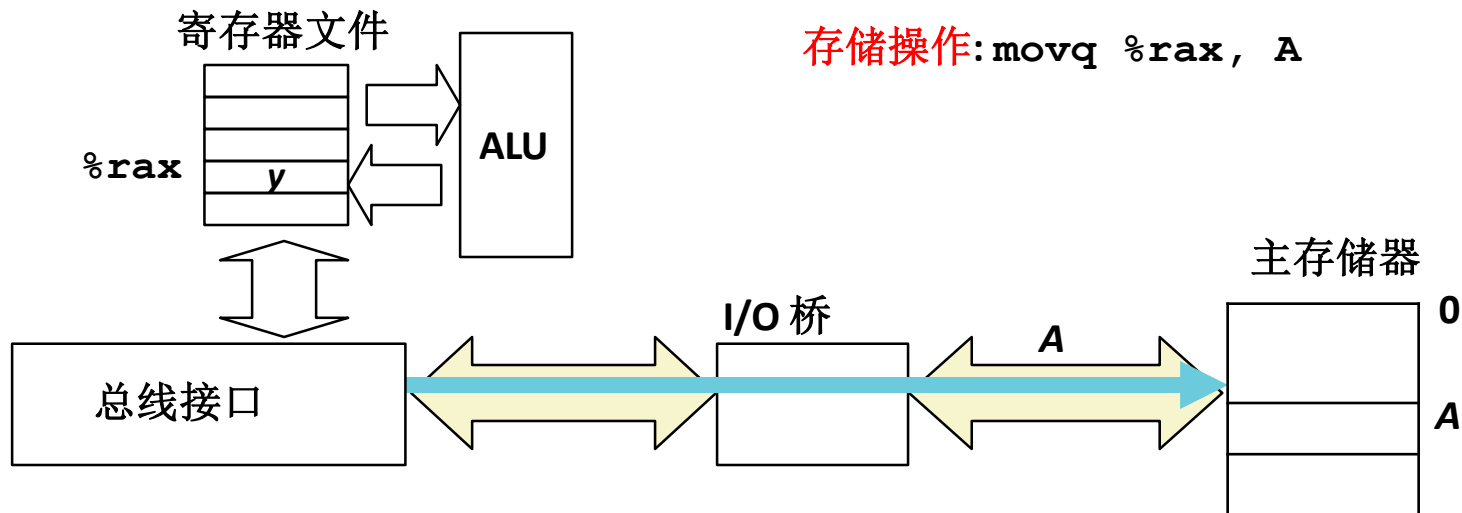 寄存器文件
存储操作: movq %rax, A
ALU
%rax
y
主存储器
I/O 桥
A
0
总线接口
A